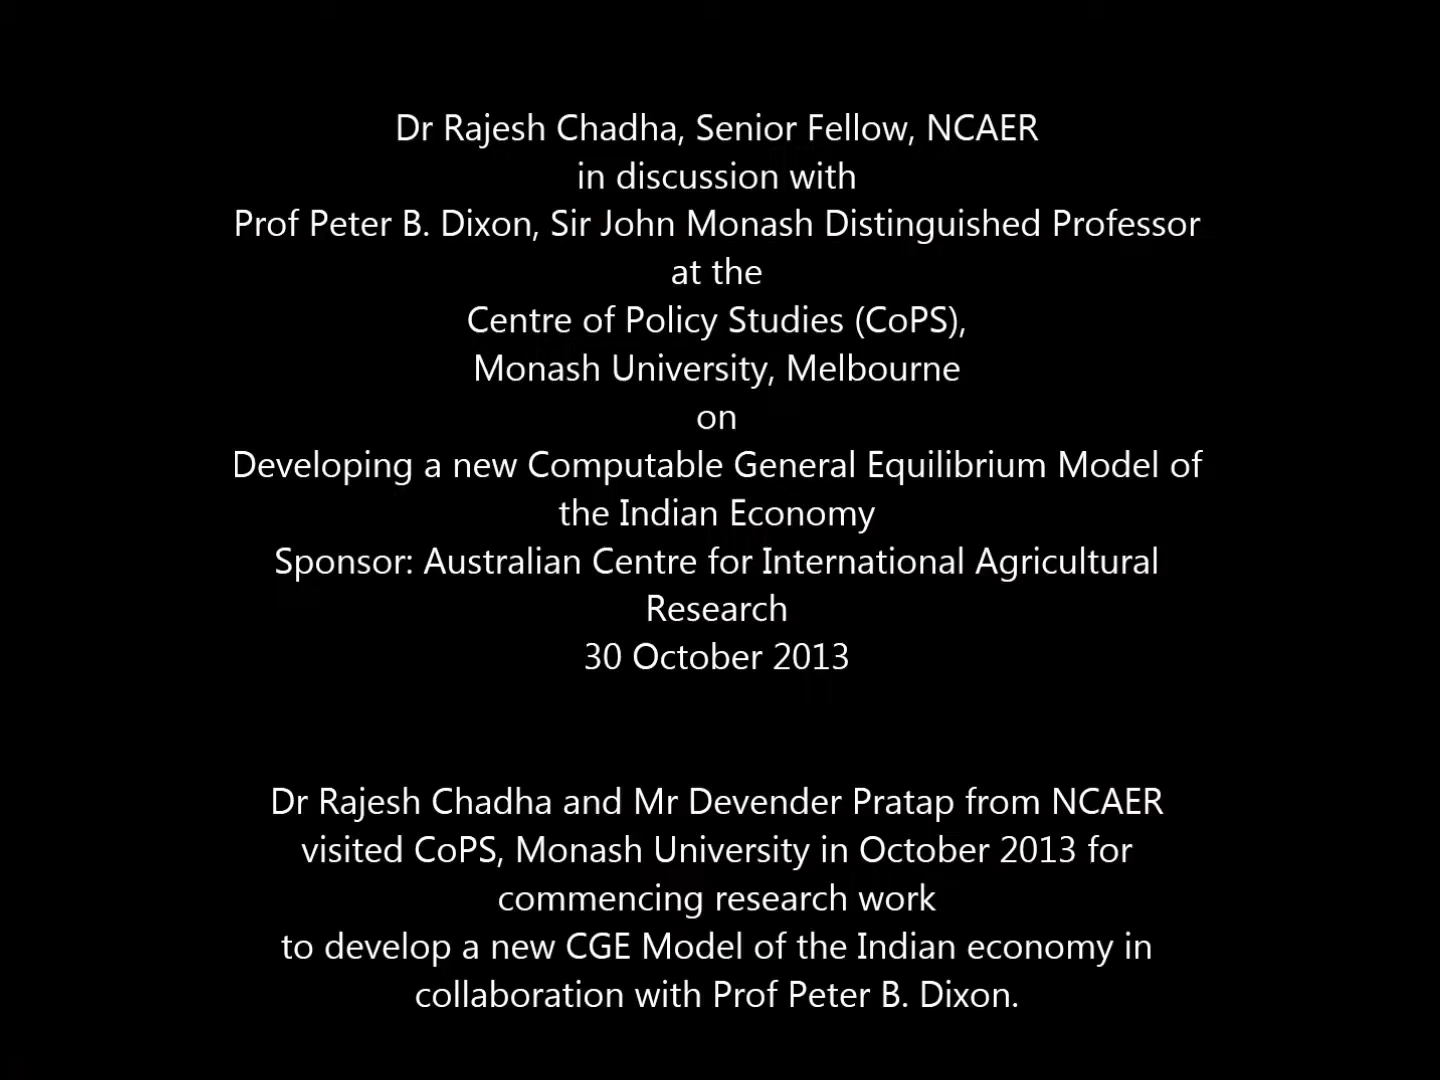 Dr Rajesh Chadha, Senior Fellow, NCAER
in discussion with
Prof Peter B. Dixon, Sir John Monash Distinguished Professor
at the
Centre of Policy Studies (CoPS),
Monash University, Melbourne
on
Developing a new Computable General Equilibrium Model of
the Indian Economy
Sponsor: Australian Centre for International Agricultural
Research
30 October 2013
Dr Rajesh Chadha and Mr Devender Pratap from NCAER
visited CoPS, Monash University in October 2013 for
commencing research work
to develop a new CGE Model of the Indian economy in
collaboration with Prof Peter B. Dixon.